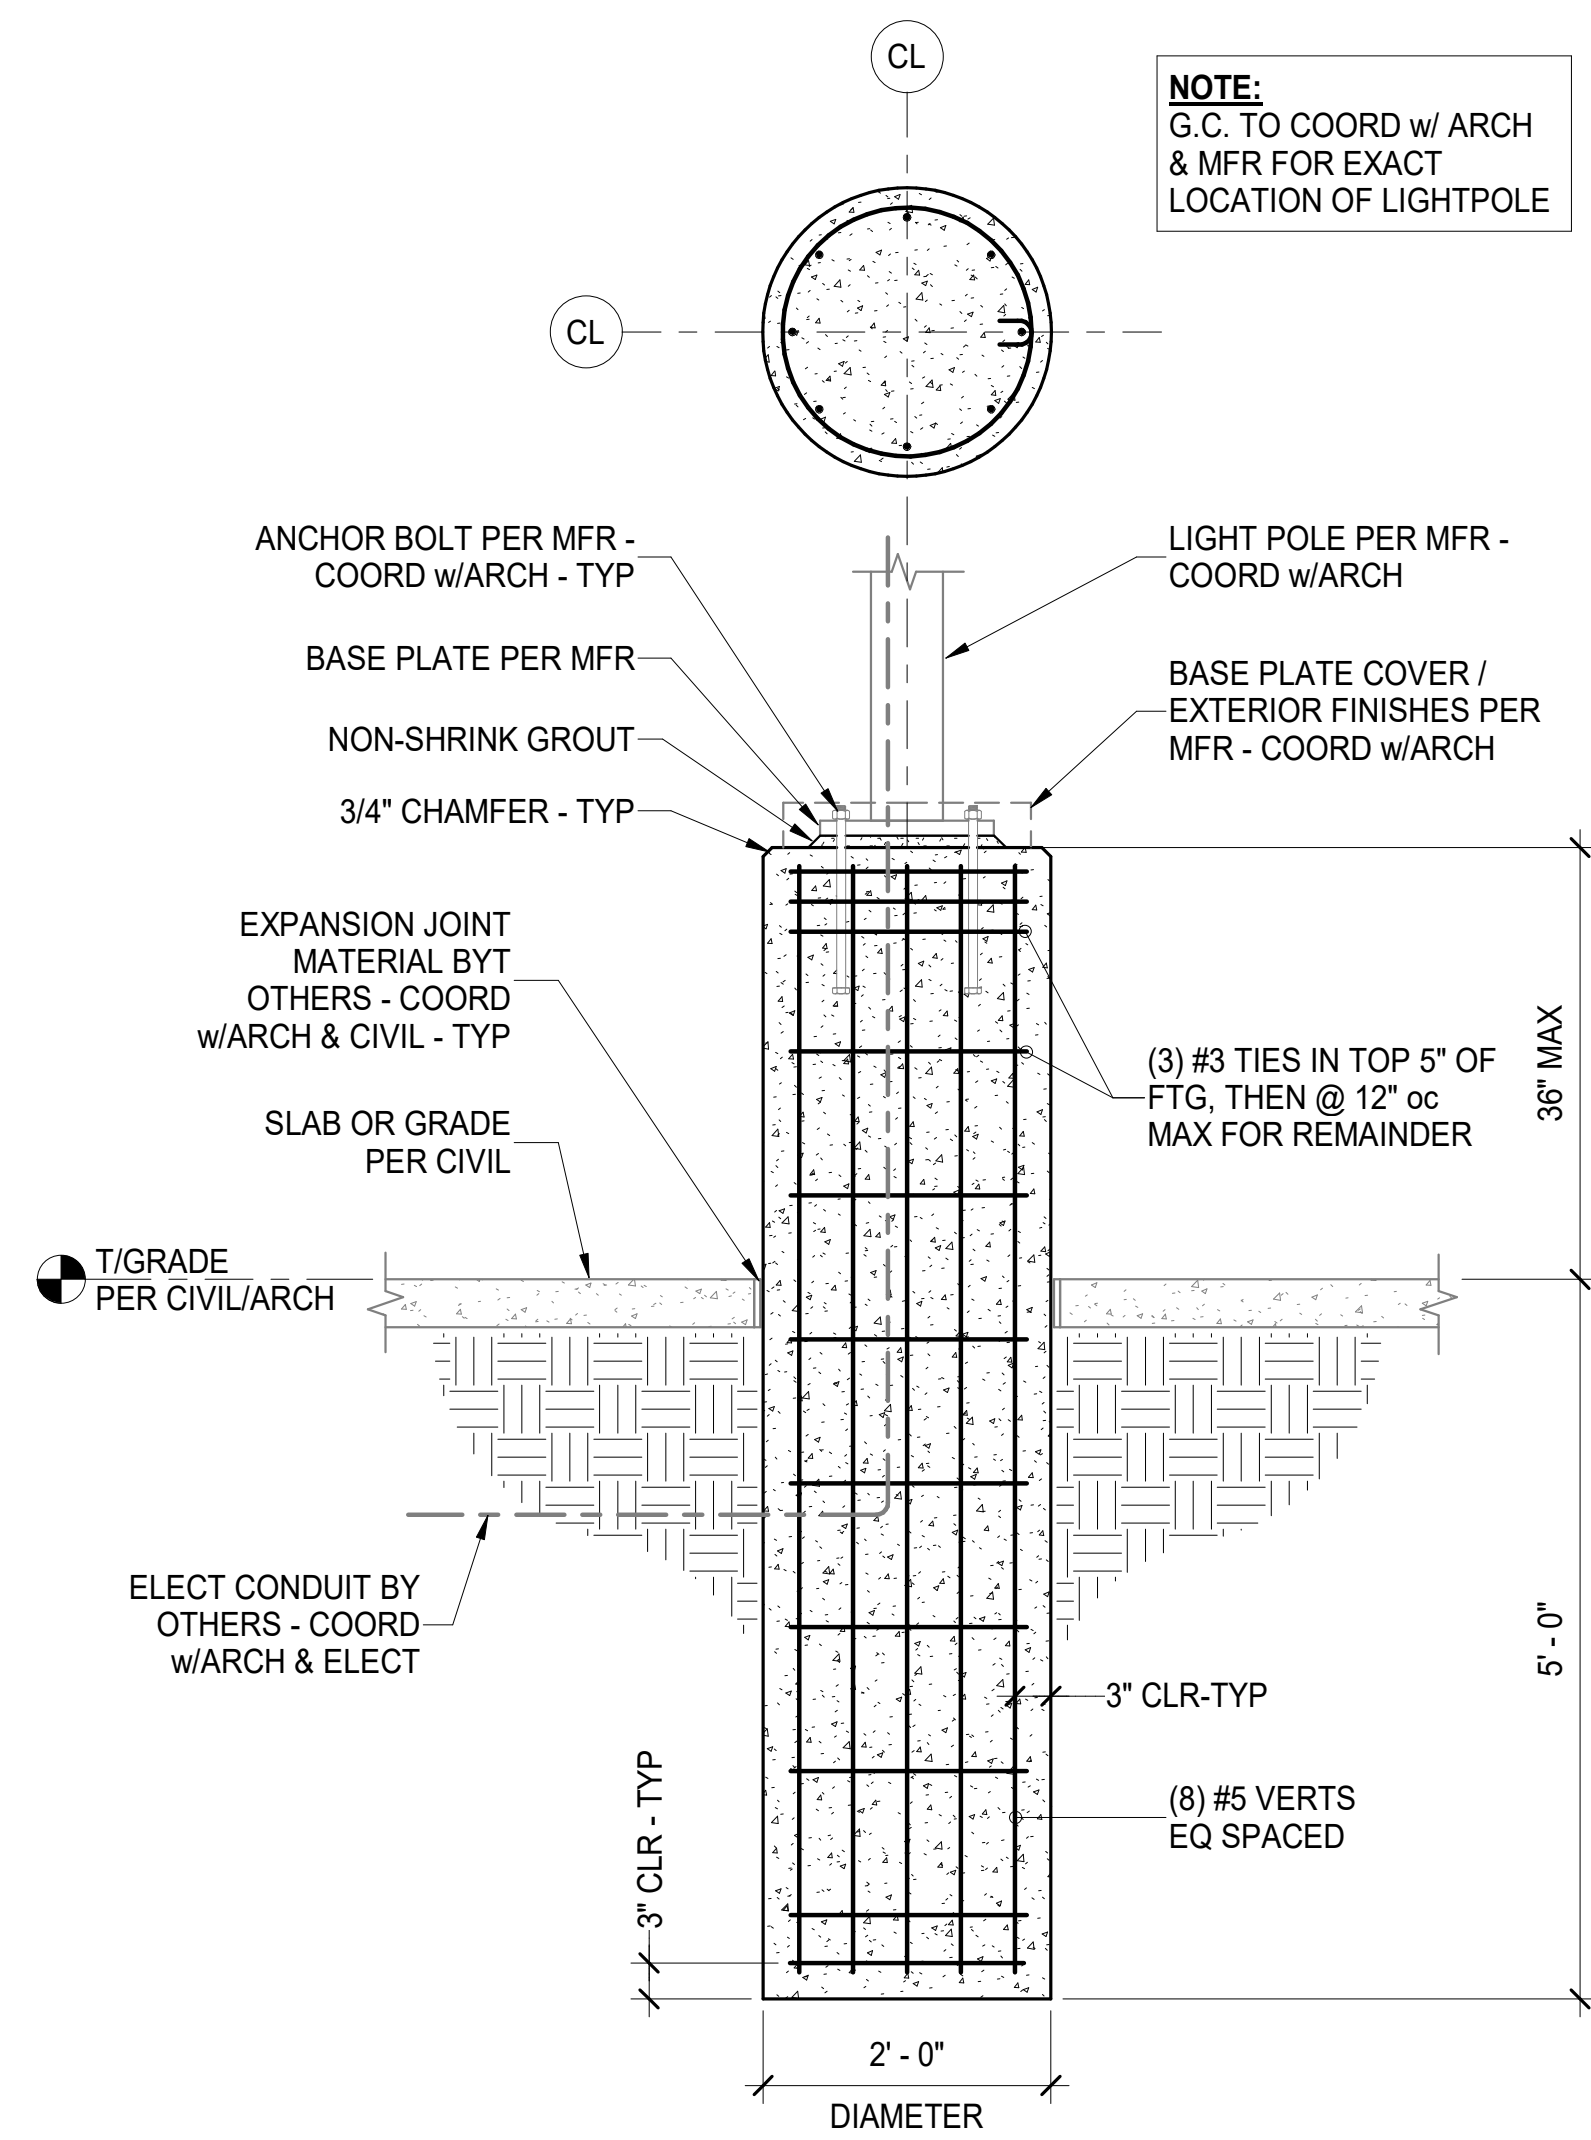 CL
NOTE:
G.C. TO COORD w/ ARCH
& MFR FOR EXACT
LOCATION OF LIGHTPOLE
CL
ANCHOR BOLT PER MFR -
COORD w/ARCH - TYP
LIGHT POLE PER MFR -
COORD w/ARCH
BASE PLATE PER MFR
BASE PLATE COVER /
EXTERIOR FINISHES PER
MFR - COORD w/ARCH
NON-SHRINK GROUT
3/4" CHAMFER - TYP
EXPANSION JOINT
MATERIAL BYT
OTHERS - COORD
w/ARCH & CIVIL - TYP
36" MAX
(3) #3 TIES IN TOP 5" OF
FTG, THEN @ 12" oc
MAX FOR REMAINDER
SLAB OR GRADE
PER CIVIL
T/GRADE
PER CIVIL/ARCH
ELECT CONDUIT BY
OTHERS - COORD
w/ARCH & ELECT
5' - 0"
3" CLR-TYP
3" CLR - TYP
(8) #5 VERTS
EQ SPACED
2' - 0"
DIAMETER